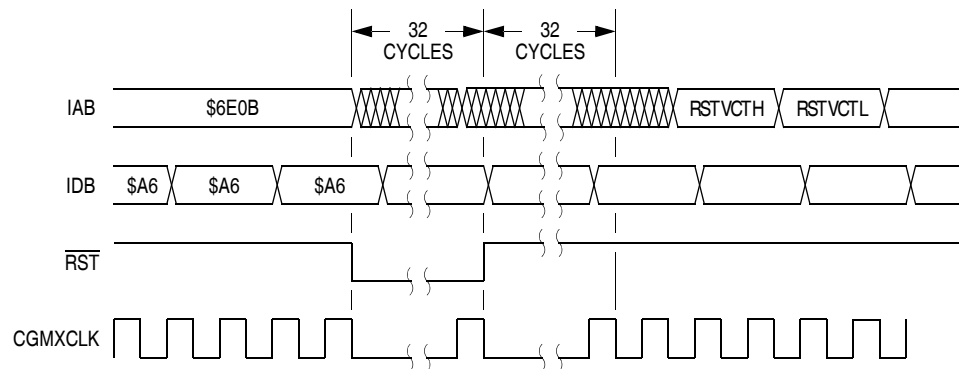 32 CYCLES
32 CYCLES
IAB
$6E0B
RSTVCTH
RSTVCTL
IDB
$A6
$A6
$A6
RST
CGMXCLK